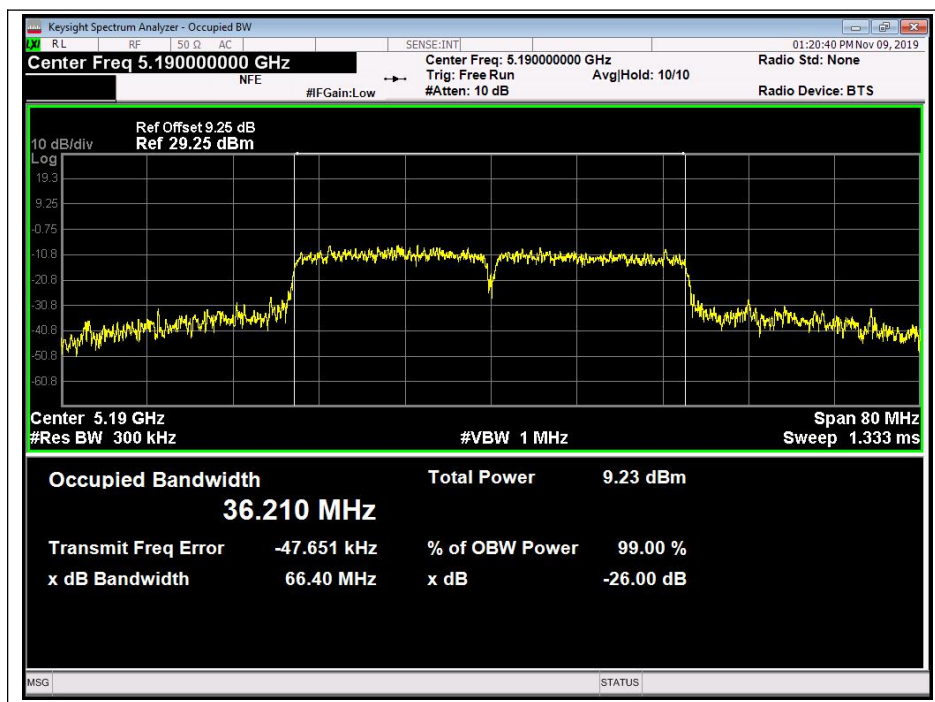 Keysight Spectrum Analyzer - Occupied BW
LXI RL RF 50 Ω AC SENSE:INT 01:20:40 PM Nov 09, 2019
Center Freq 5.190000000 GHz Center Freq: 5.190000000 GHz Radio Std: None
NFE Trig: Free Run Avg|Hold: 10/10
#IFGain:Low #Atten: 10 dB Radio Device: BTS
Ref Offset 9.25 dB
10 dB/div Ref 29.25 dBm
Log
19.3
9.25
-0.75
-10.8
-20.8
-30.8
-40.8
-50.8
-60.8
Center 5.19 GHz Span 80 MHz
#Res BW 300 kHz #VBW 1 MHz Sweep 1.333 ms
Occupied Bandwidth Total Power 9.23 dBm
36.210 MHz
Transmit Freq Error -47.651 kHz % of OBW Power 99.00 %
x dB Bandwidth 66.40 MHz x dB -26.00 dB
MSG STATUS